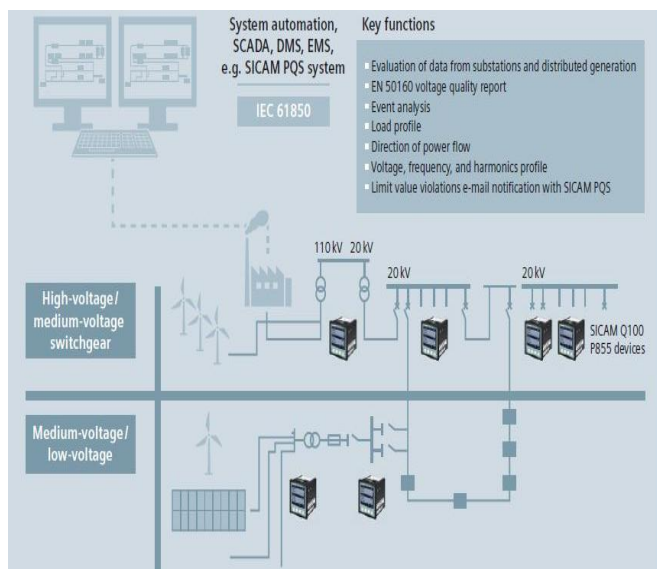 System automation,
SCADA, DMS, EMS,
e.g. SICAM PQS system
IEC 61850
Key functions
Evaluation of data from substations and distributed generation
EN 50160 voltage quality report
Event analysis
Load profile
Direction of power flow
Voltage, frequency, and harmonics profile
Limit value violations e-mail notification with SICAM PQS
110 kV 20 kV
20 kV
20 kV
High-voltage/
medium-voltage
switchgear
SICAM Q100
P855 devices
Medium-voltage/
low-voltage